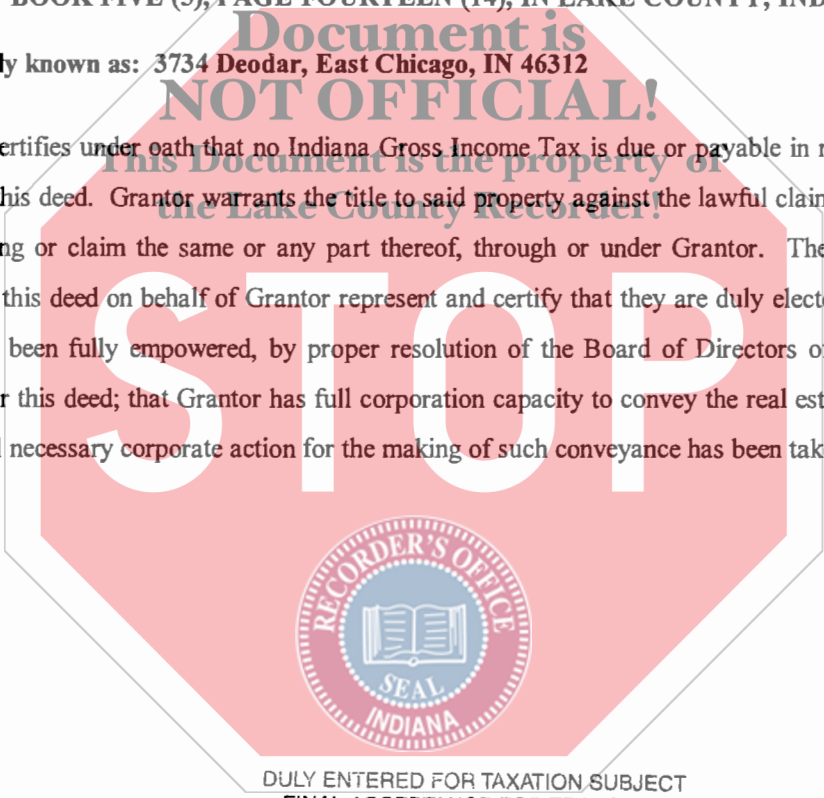 BOOK FIVE (5), PAGE FOURTEEN (14), IN LAKE COUNTY, IND
Document is
ly known as: 3734 Deodar, East Chicago, IN 46312
NOT OFFICIAL!
ertifies under oath that no Indiana Gross Income Tax is due or payable in r
This Document is the property of
his deed. Grantor warrants the title to said property against the lawful claim
the Lake County Recorder!
ng or claim the same or any part thereof, through or under Grantor. The
this deed on behalf of Grantor represent and certify that they are duly electe
been fully empowered, by proper resolution of the Board of Directors of
r this deed; that Grantor has full corporation capacity to convey the real est
l necessary corporate action for the making of such conveyance has been tak
STOP
RECORDER'S OFFICE
SEAL
INDIANA
DULY ENTERED FOR TAXATION SUBJECT